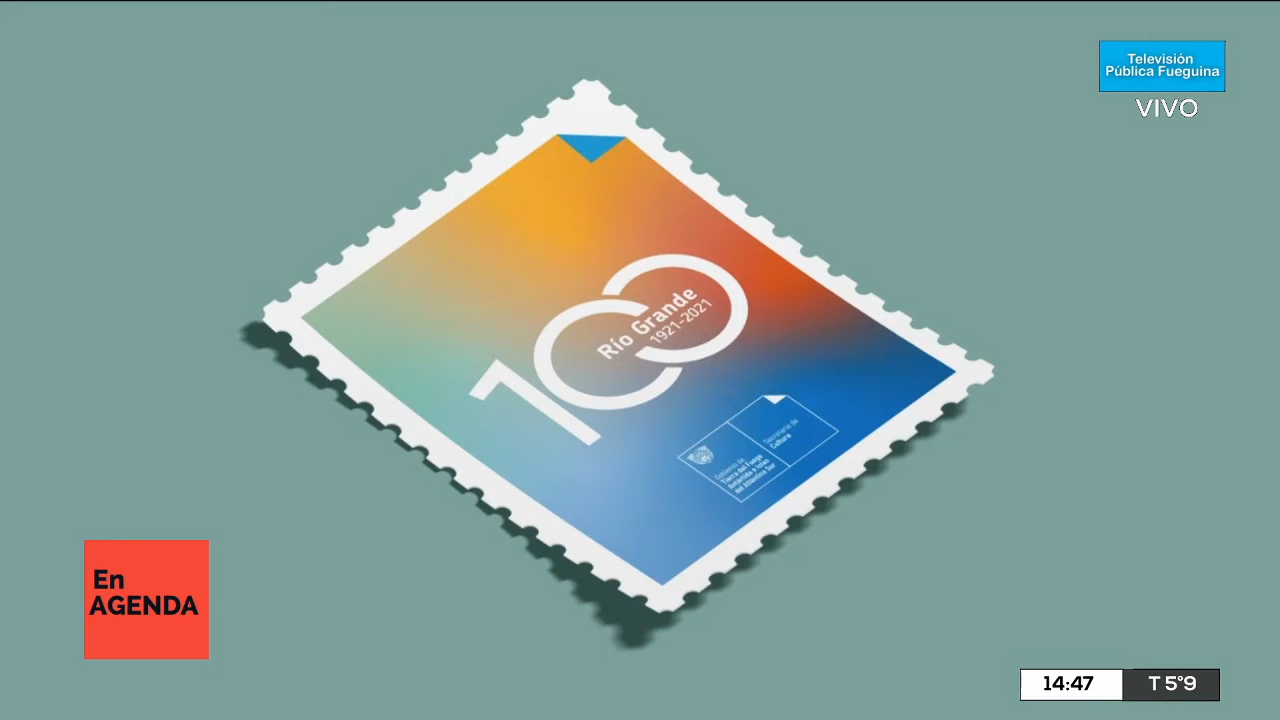 Televisión
Pública Fueguina
VIVO
100
Río Grande
1921-2021
Secretaría de
Cultura
Gobierno de
Tierra del Fuego
Antártida e Islas
del Atlántico Sur
En
AGENDA
14:47
T 5°9